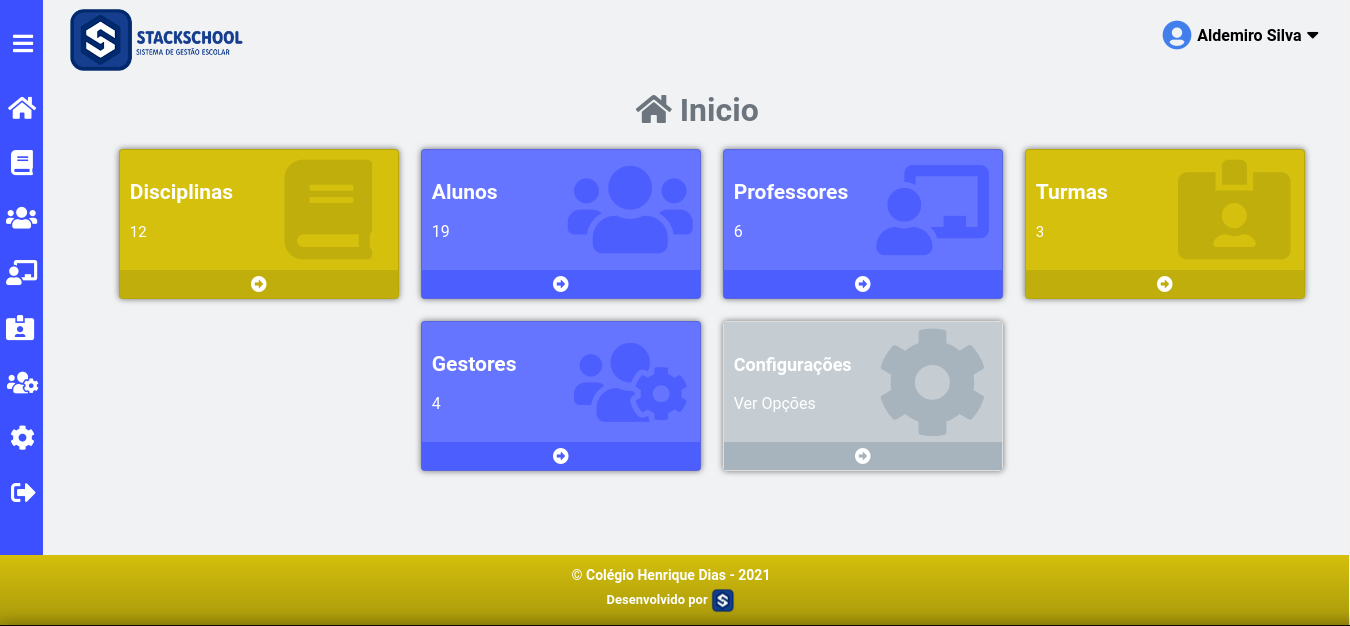 STACKSCHOOL
SISTEMA DE GESTÃO ESCOLAR
Aldemiro Silva
Inicio
Disciplinas
12
Alunos
19
Professores
6
Turmas
3
Gestores
4
Configurações
Ver Opções
© Colégio Henrique Dias - 2021
Desenvolvido por